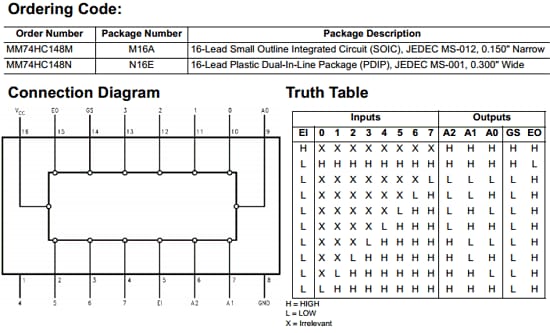 Ordering Code:
Order Number Package Number Package Description
MM74HC148M M16A 16-Lead Small Outline Integrated Circuit (SOIC), JEDEC MS-012, 0.150" Narrow
MM74HC148N N16E 16-Lead Plastic Dual-In-Line Package (PDIP), JEDEC MS-001, 0.300" Wide
Connection Diagram
VCC EO GS 3 2 1 0 A0
16 15 14 13 12 11 10 9
1 2 3 4 5 6 7 8
4 5 6 7 E1 A2 A1 GND
Truth Table
Inputs Outputs
EI 0 1 2 3 4 5 6 7 A2 A1 A0 GS EO
H X X X X X X X X H H H H H
L H H H H H H H H H H H H L
L X X X X X X X L L L L L H
L X X X X X X L H L L H L H
L X X X X X L H H L H L L H
L X X X X L H H H L H H L H
L X X X L H H H H H L L L H
L X X L H H H H H H L H L H
L X L H H H H H H H H L L H
L L H H H H H H H H H H L H
H = HIGH
L = LOW
X = Irrelevant